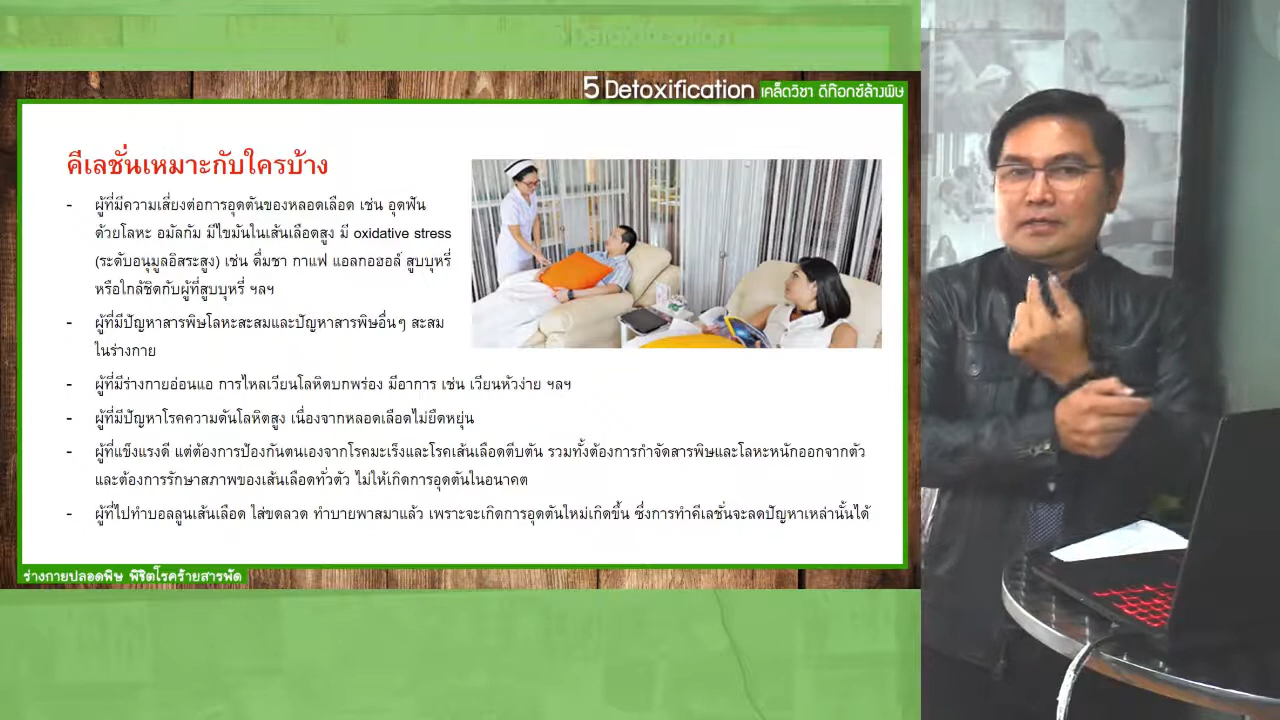 5 Detoxification เคล็ดวิชา ดีท๊อกซ์ล้างพิษ
คีเลชั่นเหมาะกับใครบ้าง
- ผู้ที่มีความเสี่ยงต่อการอุดตันของหลอดเลือด เช่น อุดฟัน
ด้วยโลหะ อมัลกัม มีไขมันในเส้นเลือดสูง มี oxidative stress
(ระดับอนุมูลอิสระสูง) เช่น ดื่มชา กาแฟ แอลกอฮอล์ สูบบุหรี่
หรือใกล้ชิดกับผู้ที่สูบบุหรี่ ฯลฯ
- ผู้ที่มีปัญหาสารพิษโลหะสะสมและปัญหาสารพิษอื่นๆ สะสม
ในร่างกาย
- ผู้ที่มีร่างกายอ่อนแอ การไหลเวียนโลหิตบกพร่อง มีอาการ เช่น เวียนหัวง่าย ฯลฯ
- ผู้ที่มีปัญหาโรคความดันโลหิตสูง เนื่องจากหลอดเลือดไม่ยืดหยุ่น
- ผู้ที่แข็งแรงดี แต่ต้องการป้องกันตนเองจากโรคมะเร็งและโรคเส้นเลือดตีบตัน รวมทั้งต้องการกำจัดสารพิษและโลหะหนักออกจากตัว
และต้องการรักษาสภาพของเส้นเลือดทั่วตัว ไม่ให้เกิดการอุดตันในอนาคต
- ผู้ที่ไปทำบอลลูนเส้นเลือด ใส่ขดลวด ทำบายพาสมาแล้ว เพราะจะเกิดการอุดตันใหม่เกิดขึ้น ซึ่งการทำคีเลชั่นจะลดปัญหาเหล่านั้นได้
ร่างกายปลอดพิษ พิชิตโรคร้ายสารพัด